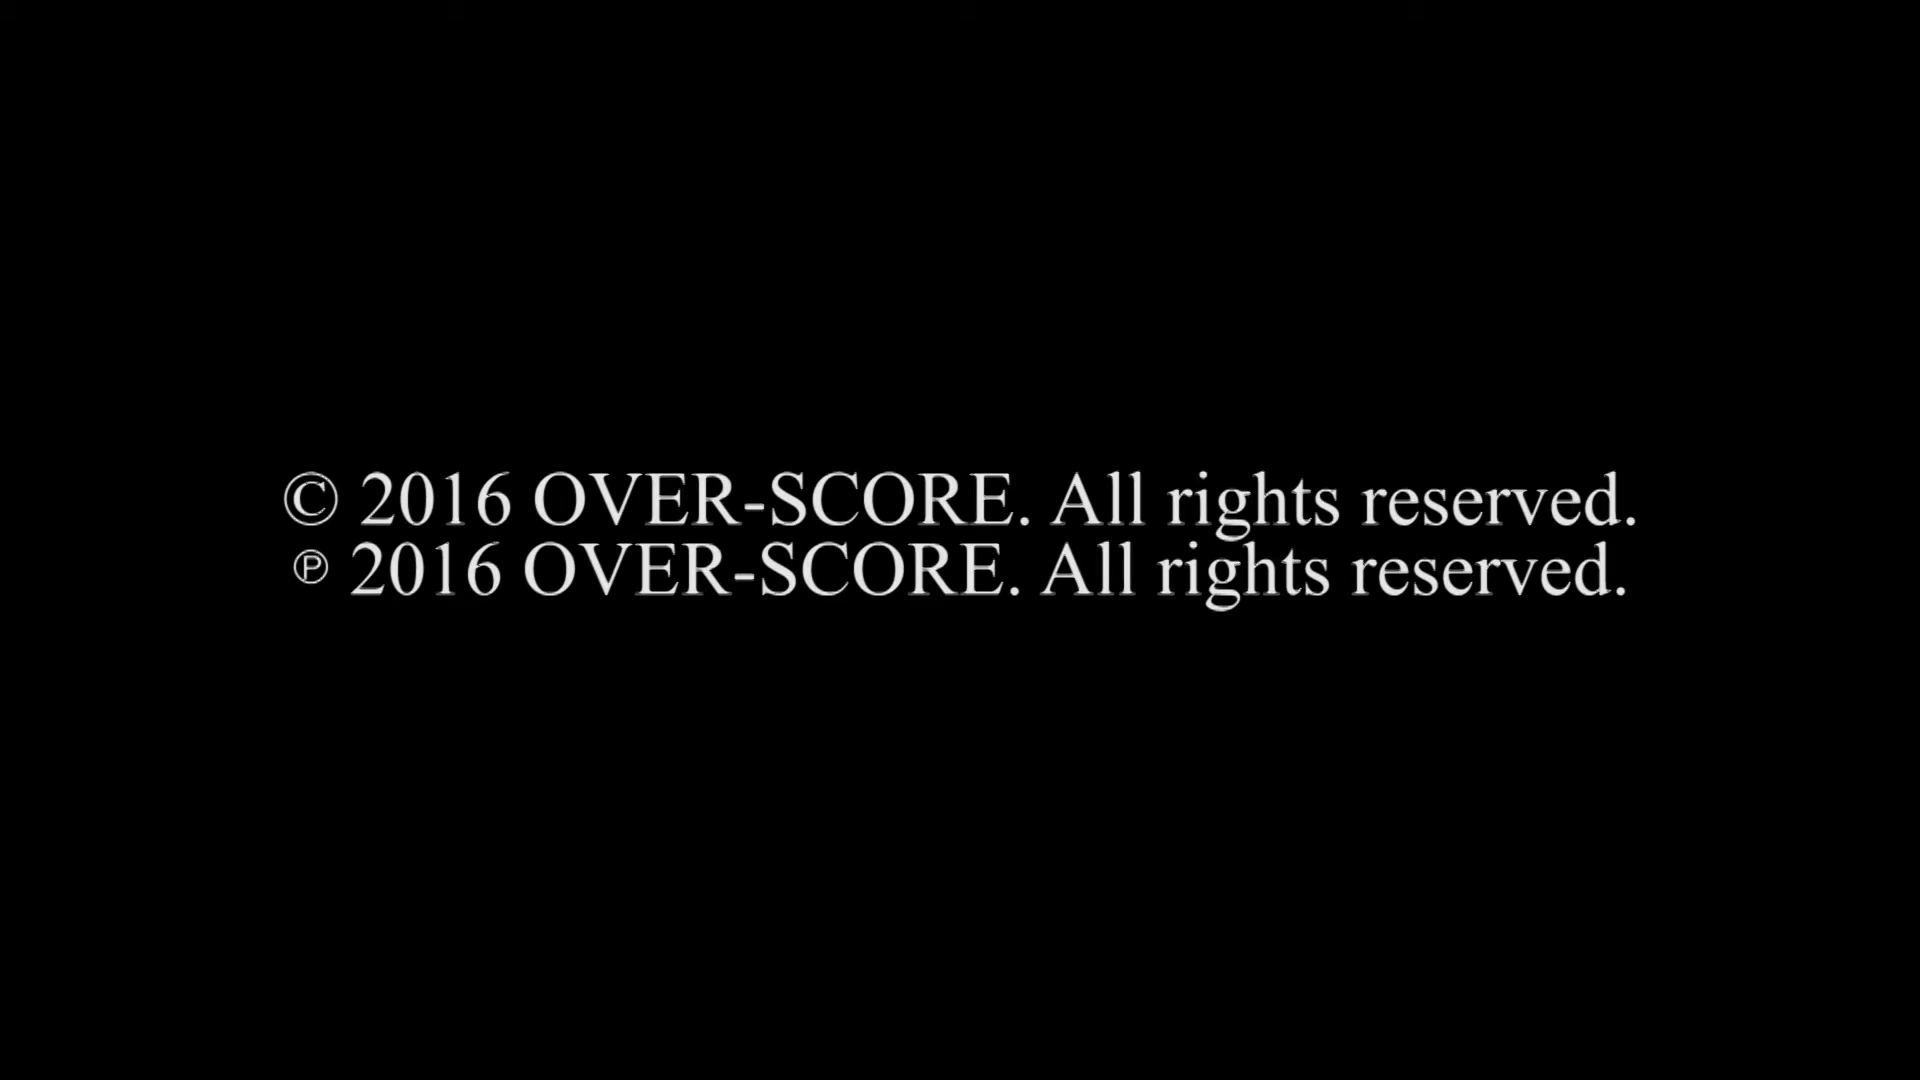 © 2016 OVER-SCORE. All rights reserved.
℗ 2016 OVER-SCORE. All rights reserved.